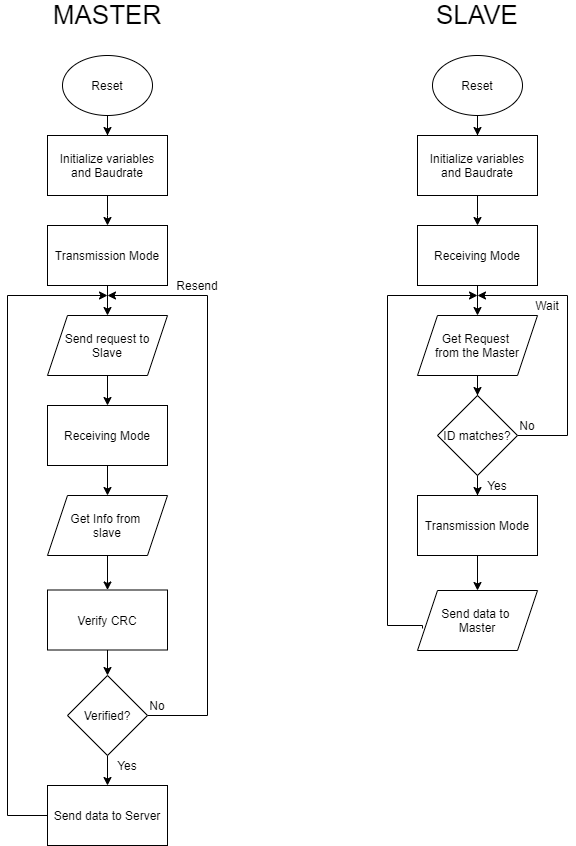 MASTER
Reset
Initialize variables
and Baudrate
Transmission Mode
Resend
Send request to
Slave
Receiving Mode
Get Info from
slave
Verify CRC
Verified?
No
Yes
Send data to Server
SLAVE
Reset
Initialize variables
and Baudrate
Receiving Mode
Wait
Get Request
from the Master
ID matches?
No
Yes
Transmission Mode
Send data to
Master